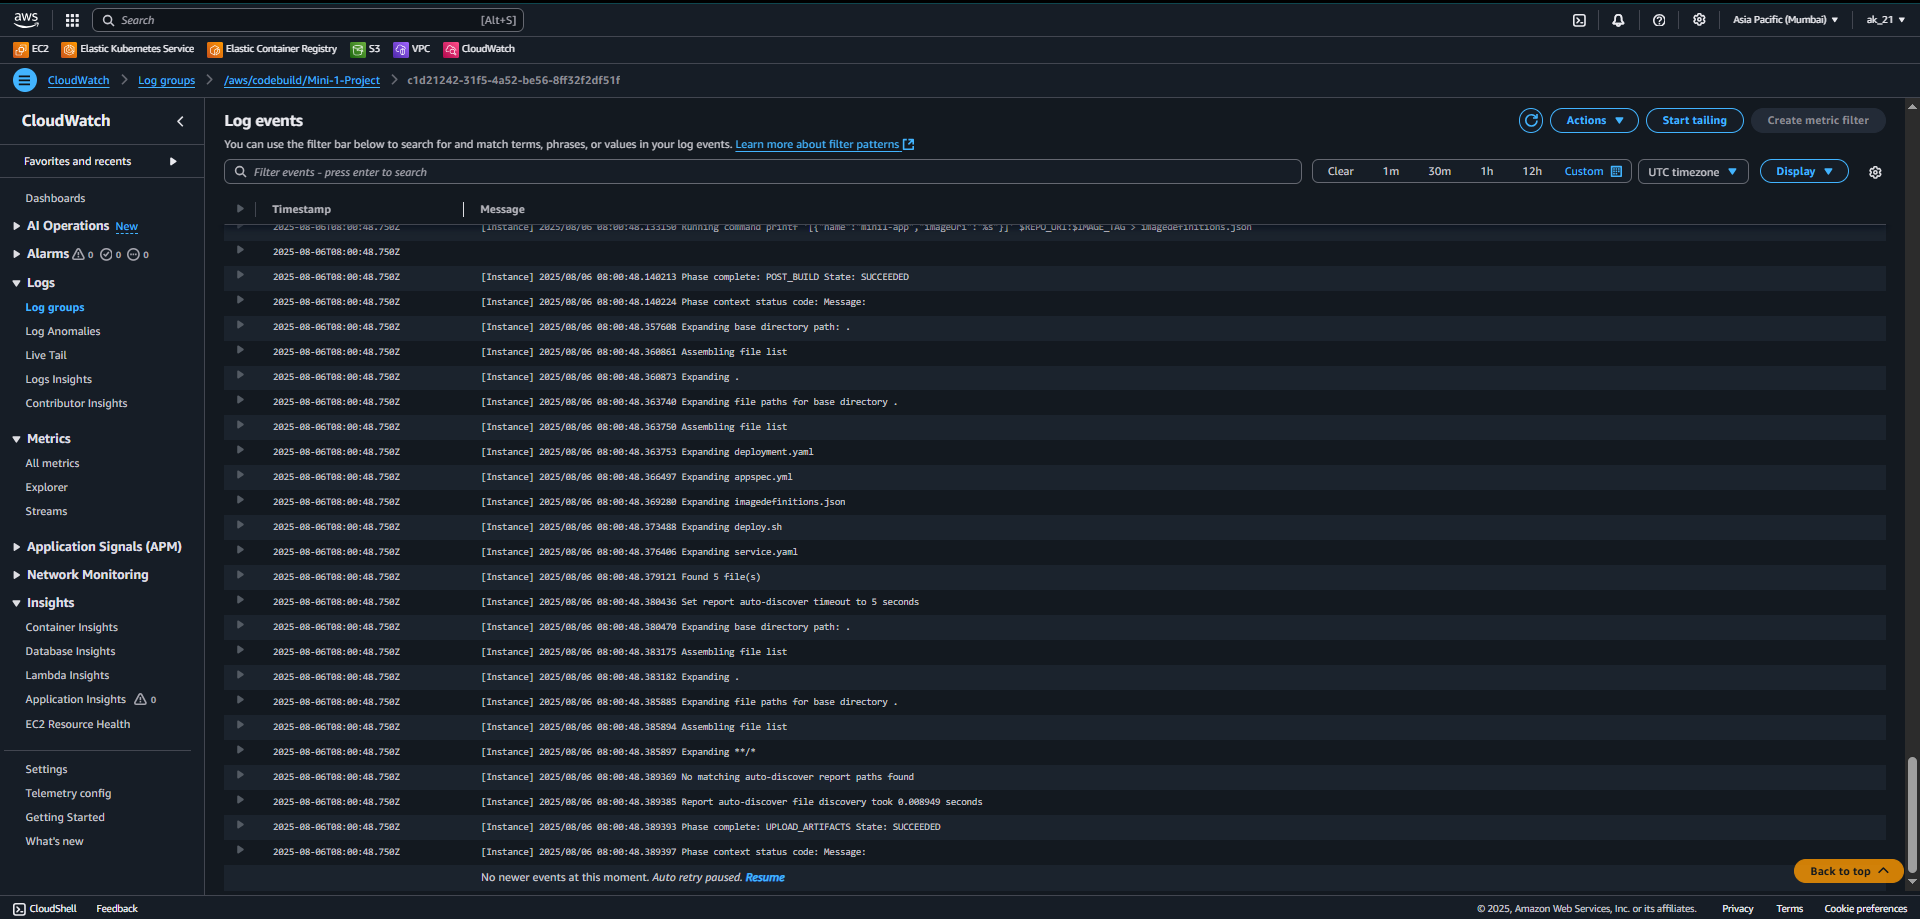 aws Search [Alt+S] Asia Pacific (Mumbai) ak_21
EC2 Elastic Kubernetes Service Elastic Container Registry S3 VPC CloudWatch
CloudWatch > Log groups > /aws/codebuild/Mini-1-Project > c1d21242-31f5-4a52-be56-8ff32f2df51f
CloudWatch
Favorites and recents
Dashboards
AI Operations New
Alarms 0 0 0
Logs
Log groups
Log Anomalies
Live Tail
Logs Insights
Contributor Insights
Metrics
All metrics
Explorer
Streams
Application Signals (APM)
Network Monitoring
Insights
Container Insights
Database Insights
Lambda Insights
Application Insights 0
EC2 Resource Health
Settings
Telemetry config
Getting Started
What's new
Log events
Actions Start tailing Create metric filter
You can use the filter bar below to search for and match terms, phrases, or values in your log events. Learn more about filter patterns
Filter events - press enter to search
Clear 1m 30m 1h 12h Custom UTC timezone Display
Timestamp Message
2025-08-06T08:00:48.750Z [Instance] 2025/08/06 08:00:48.133150 Running command printf '[{"name":"mini1-app","imageUri":"%s"}]' $REPO_URI:$IMAGE_TAG > imagedefinitions.json
2025-08-06T08:00:48.750Z
2025-08-06T08:00:48.750Z [Instance] 2025/08/06 08:00:48.140213 Phase complete: POST_BUILD State: SUCCEEDED
2025-08-06T08:00:48.750Z [Instance] 2025/08/06 08:00:48.140224 Phase context status code: Message:
2025-08-06T08:00:48.750Z [Instance] 2025/08/06 08:00:48.357608 Expanding base directory path: .
2025-08-06T08:00:48.750Z [Instance] 2025/08/06 08:00:48.360861 Assembling file list
2025-08-06T08:00:48.750Z [Instance] 2025/08/06 08:00:48.360873 Expanding .
2025-08-06T08:00:48.750Z [Instance] 2025/08/06 08:00:48.363740 Expanding file paths for base directory .
2025-08-06T08:00:48.750Z [Instance] 2025/08/06 08:00:48.363750 Assembling file list
2025-08-06T08:00:48.750Z [Instance] 2025/08/06 08:00:48.363753 Expanding deployment.yaml
2025-08-06T08:00:48.750Z [Instance] 2025/08/06 08:00:48.366497 Expanding appspec.yml
2025-08-06T08:00:48.750Z [Instance] 2025/08/06 08:00:48.369280 Expanding imagedefinitions.json
2025-08-06T08:00:48.750Z [Instance] 2025/08/06 08:00:48.373488 Expanding deploy.sh
2025-08-06T08:00:48.750Z [Instance] 2025/08/06 08:00:48.376406 Expanding service.yaml
2025-08-06T08:00:48.750Z [Instance] 2025/08/06 08:00:48.379121 Found 5 file(s)
2025-08-06T08:00:48.750Z [Instance] 2025/08/06 08:00:48.380436 Set report auto-discover timeout to 5 seconds
2025-08-06T08:00:48.750Z [Instance] 2025/08/06 08:00:48.380470 Expanding base directory path: .
2025-08-06T08:00:48.750Z [Instance] 2025/08/06 08:00:48.383175 Assembling file list
2025-08-06T08:00:48.750Z [Instance] 2025/08/06 08:00:48.383182 Expanding .
2025-08-06T08:00:48.750Z [Instance] 2025/08/06 08:00:48.385885 Expanding file paths for base directory .
2025-08-06T08:00:48.750Z [Instance] 2025/08/06 08:00:48.385894 Assembling file list
2025-08-06T08:00:48.750Z [Instance] 2025/08/06 08:00:48.385897 Expanding **/*
2025-08-06T08:00:48.750Z [Instance] 2025/08/06 08:00:48.389369 No matching auto-discover report paths found
2025-08-06T08:00:48.750Z [Instance] 2025/08/06 08:00:48.389385 Report auto-discover file discovery took 0.008949 seconds
2025-08-06T08:00:48.750Z [Instance] 2025/08/06 08:00:48.389393 Phase complete: UPLOAD_ARTIFACTS State: SUCCEEDED
2025-08-06T08:00:48.750Z [Instance] 2025/08/06 08:00:48.389397 Phase context status code: Message:
No newer events at this moment. Auto retry paused. Resume
Back to top
CloudShell Feedback © 2025, Amazon Web Services, Inc. or its affiliates. Privacy Terms Cookie preferences